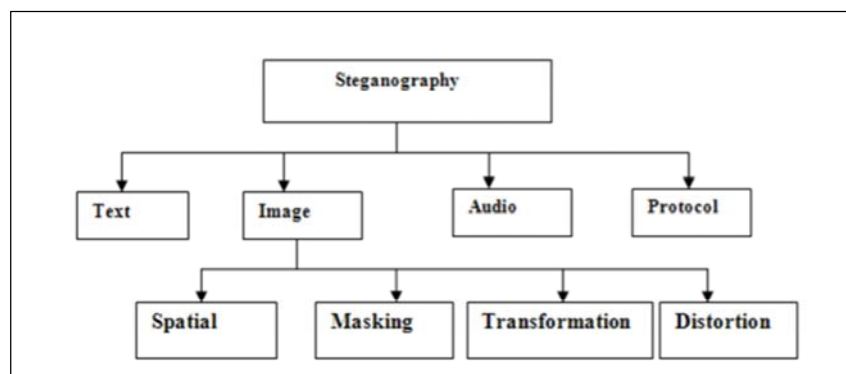 Steganography
Text
Image
Audio
Protocol
Spatial
Masking
Transformation
Distortion